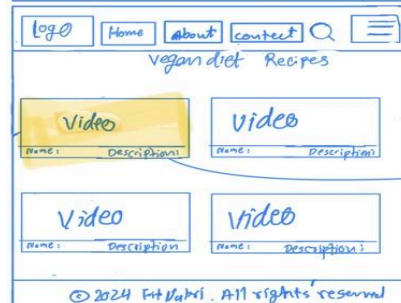 Logo Home About contect
Vegan diet Recipes
Video Video
Name: Description: Name: Description:
Video Video
Name: Description Name: Description:
© 2024 FitNutri. All rights reserved